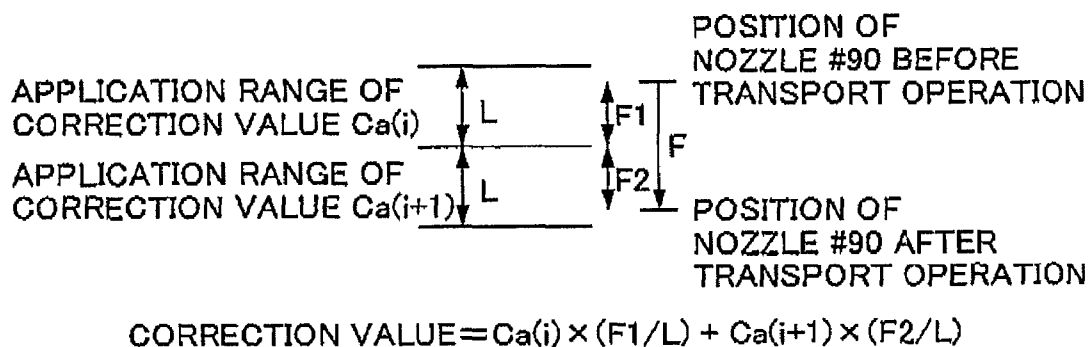 POSITION OF
NOZZLE #90 BEFORE
TRANSPORT OPERATION
APPLICATION RANGE OF
CORRECTION VALUE Ca(i)
L
F1
F
APPLICATION RANGE OF
CORRECTION VALUE Ca(i+1)
L
F2
POSITION OF
NOZZLE #90 AFTER
TRANSPORT OPERATION
CORRECTION VALUE=Ca(i)×(F1/L) + Ca(i+1)×(F2/L)